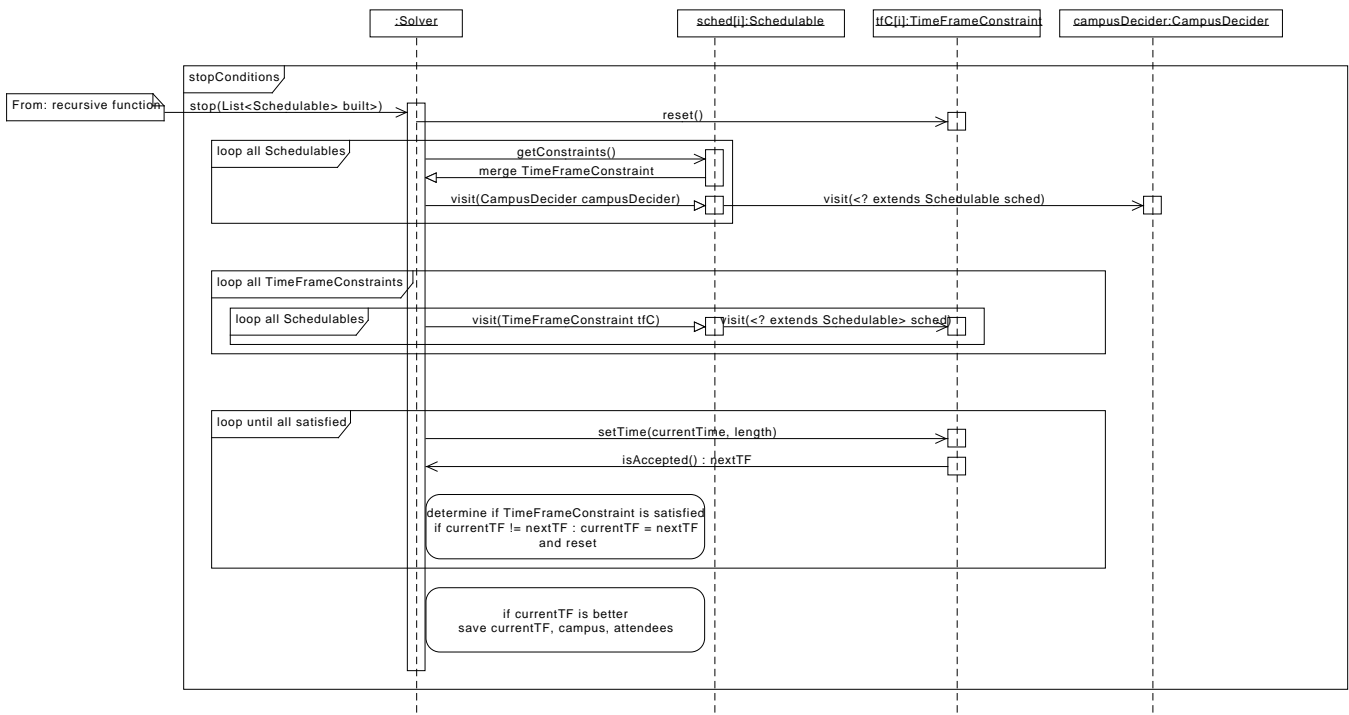 :Solver
sched[i]:Schedulable
tfC[i]:TimeFrameConstraint
campusDecider:CampusDecider
stopConditions
From: recursive function
stop(List<Schedulable> built>)
reset()
loop all Schedulables
getConstraints()
merge TimeFrameConstraint
visit(CampusDecider campusDecider)
visit(<? extends Schedulable sched)
loop all TimeFrameConstraints
loop all Schedulables
visit(TimeFrameConstraint tfC)
visit(<? extends Schedulable> sched)
loop until all satisfied
setTime(currentTime, length)
isAccepted() : nextTF
determine if TimeFrameConstraint is satisfied
if currentTF != nextTF : currentTF = nextTF
and reset
if currentTF is better
save currentTF, campus, attendees